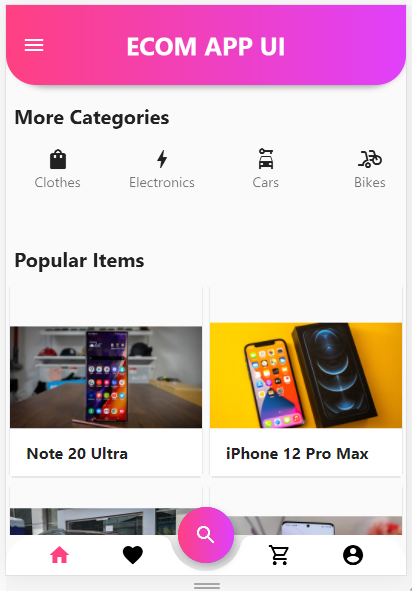 ECOM APP UI
More Categories
Clothes Electronics Cars Bikes
Popular Items
Note 20 Ultra iPhone 12 Pro Max